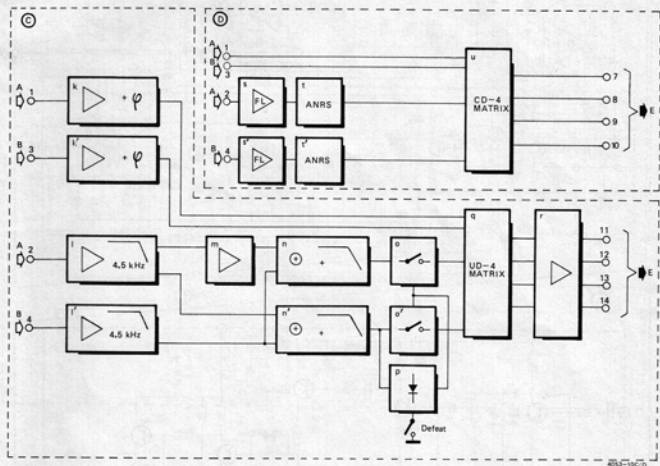 C
D
A 1
B 3
A 2
B 4
s FL
t ANRS
s' FL
t' ANRS
u
CD-4
MATRIX
7
8
9
10
E
A 1
k + φ
B 3
k' + φ
A 2
l 4.5 kHz
B 4
l' 4.5 kHz
m
n +
n' +
o
o'
p
Defeat
q
UD-4
MATRIX
r
11
12
13
14
E